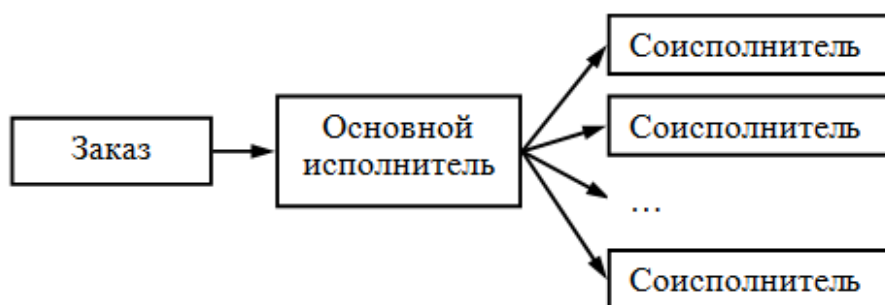 Соисполнитель
Соисполнитель
Заказ
Основной
исполнитель
...
Соисполнитель